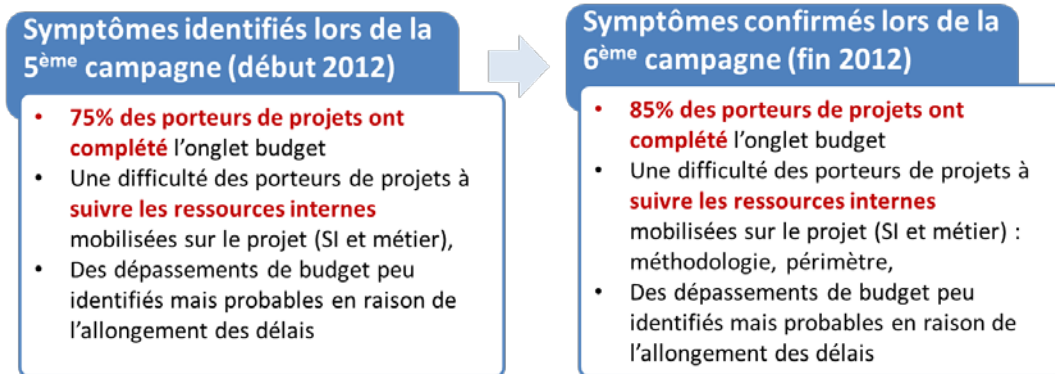 Symptômes identifiés lors de la
5ème campagne (début 2012)
• 75% des porteurs de projets ont
complété l'onglet budget
• Une difficulté des porteurs de projets à
suivre les ressources internes
mobilisées sur le projet (SI et métier),
• Des dépassements de budget peu
identifiés mais probables en raison de
l'allongement des délais
Symptômes confirmés lors de la
6ème campagne (fin 2012)
• 85% des porteurs de projets ont
complété l'onglet budget
• Une difficulté des porteurs de projets à
suivre les ressources internes
mobilisées sur le projet (SI et métier) :
méthodologie, périmètre,
• Des dépassements de budget peu
identifiés mais probables en raison de
l'allongement des délais